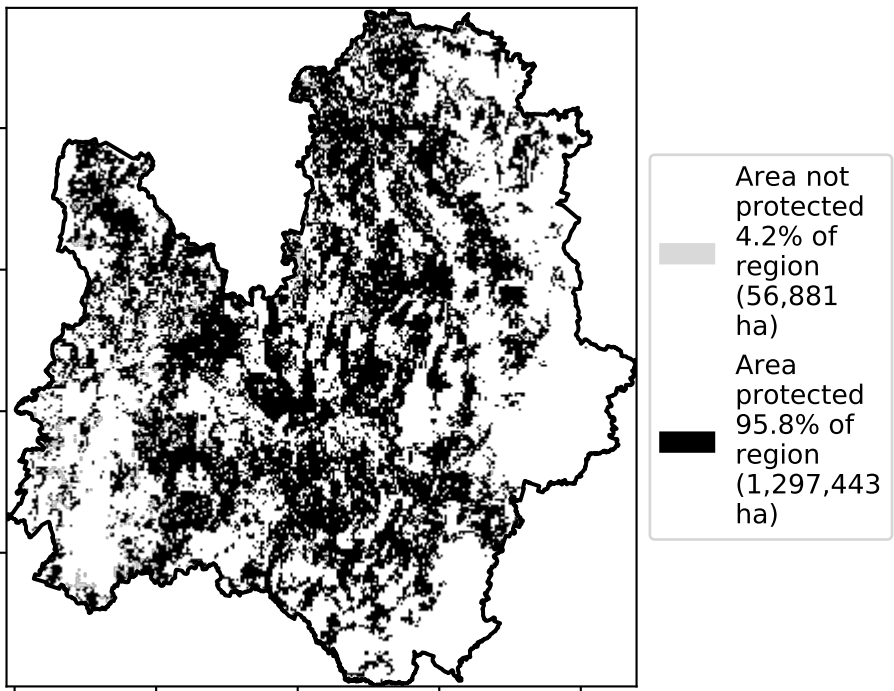 Area not
protected
4.2% of
region
(56,881
ha)
Area
protected
95.8% of
region
(1,297,443
ha)